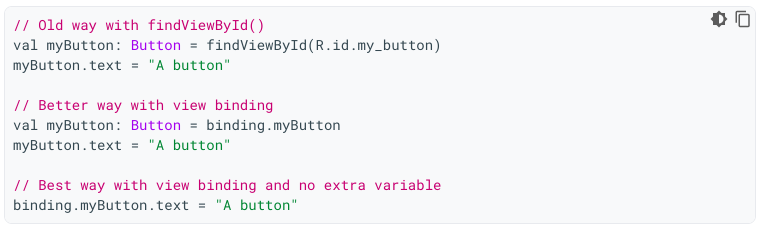 // Old way with findViewById()
val myButton: Button = findViewById(R.id.my_button)
myButton.text = "A button"
// Better way with view binding
val myButton: Button = binding.myButton
myButton.text = "A button"
// Best way with view binding and no extra variable
binding.myButton.text = "A button"